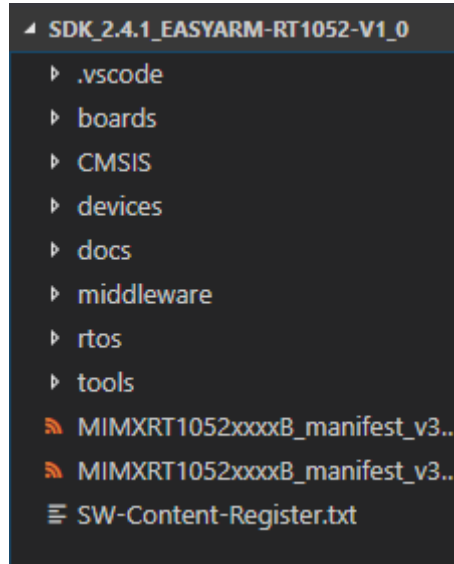 SDK_2.4.1_EASYARM-RT1052-V1_0
.vscode
boards
CMSIS
devices
docs
middleware
rtos
tools
MIMXRT1052xxxxB_manifest_v3..
MIMXRT1052xxxxB_manifest_v3..
SW-Content-Register.txt